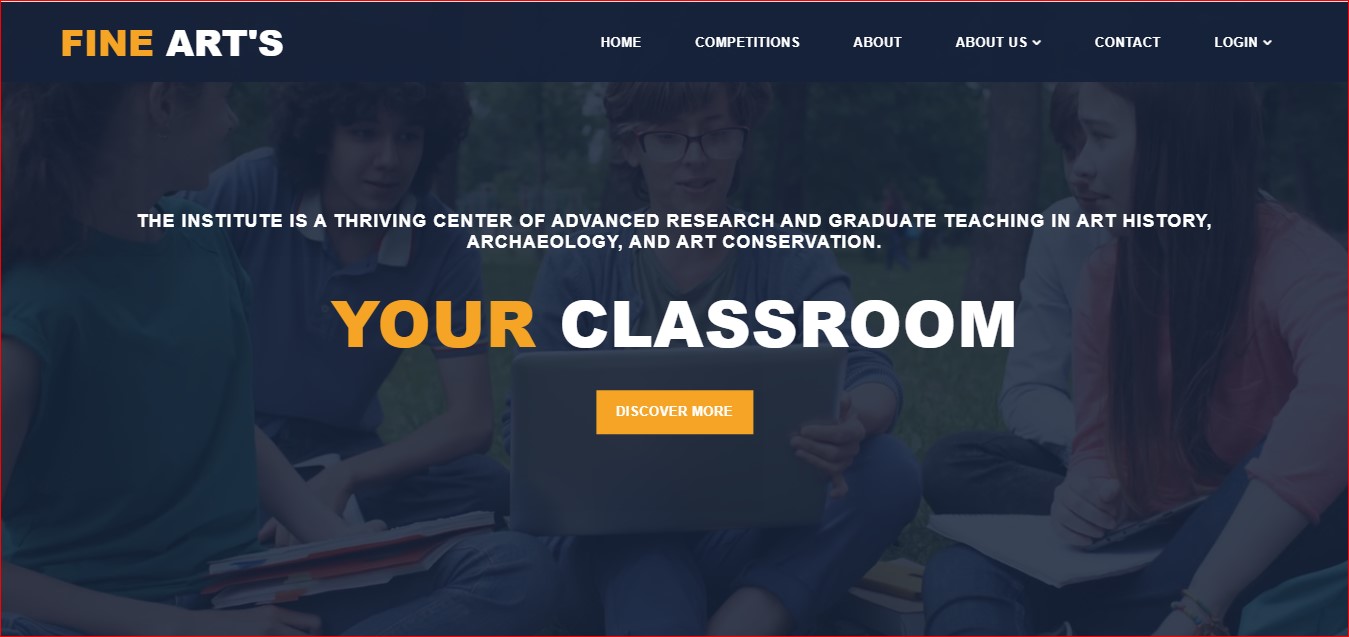 FINE ART'S
HOME COMPETITIONS ABOUT ABOUT US CONTACT LOGIN
THE INSTITUTE IS A THRIVING CENTER OF ADVANCED RESEARCH AND GRADUATE TEACHING IN ART HISTORY,
ARCHAEOLOGY, AND ART CONSERVATION.
YOUR CLASSROOM
DISCOVER MORE